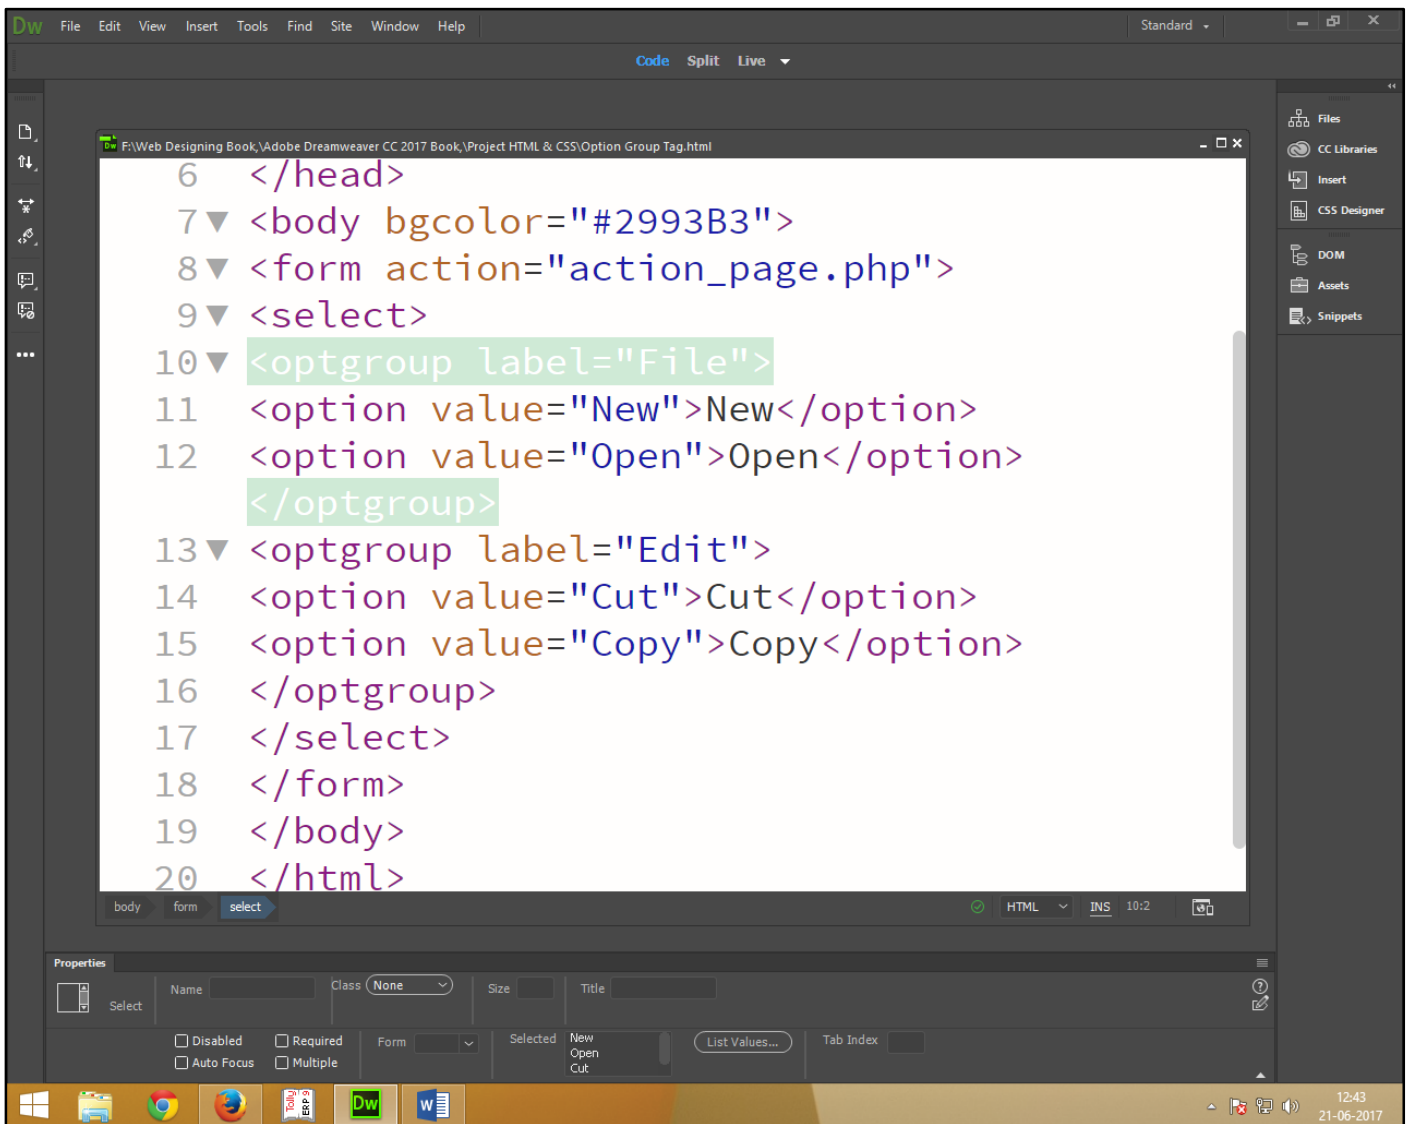 Dw File Edit View Insert Tools Find Site Window Help Standard
Code Split Live
F:\Web Designing Book,\Adobe Dreamweaver CC 2017 Book,\Project HTML & CSS\Option Group Tag.html
6 </head>
7 <body bgcolor="#2993B3">
8 <form action="action_page.php">
9 <select>
10 <optgroup label="File">
11 <option value="New">New</option>
12 <option value="Open">Open</option>
</optgroup>
13 <optgroup label="Edit">
14 <option value="Cut">Cut</option>
15 <option value="Copy">Copy</option>
16 </optgroup>
17 </select>
18 </form>
19 </body>
20 </html>
body form select HTML INS 10:2
Files
CC Libraries
Insert
CSS Designer
DOM
Assets
Snippets
Properties
Select Name Class None Size Title
Disabled Required Form Selected New List Values... Tab Index
Open
Auto Focus Multiple Cut
Tally ERP 9 Dw W 12:43
21-06-2017